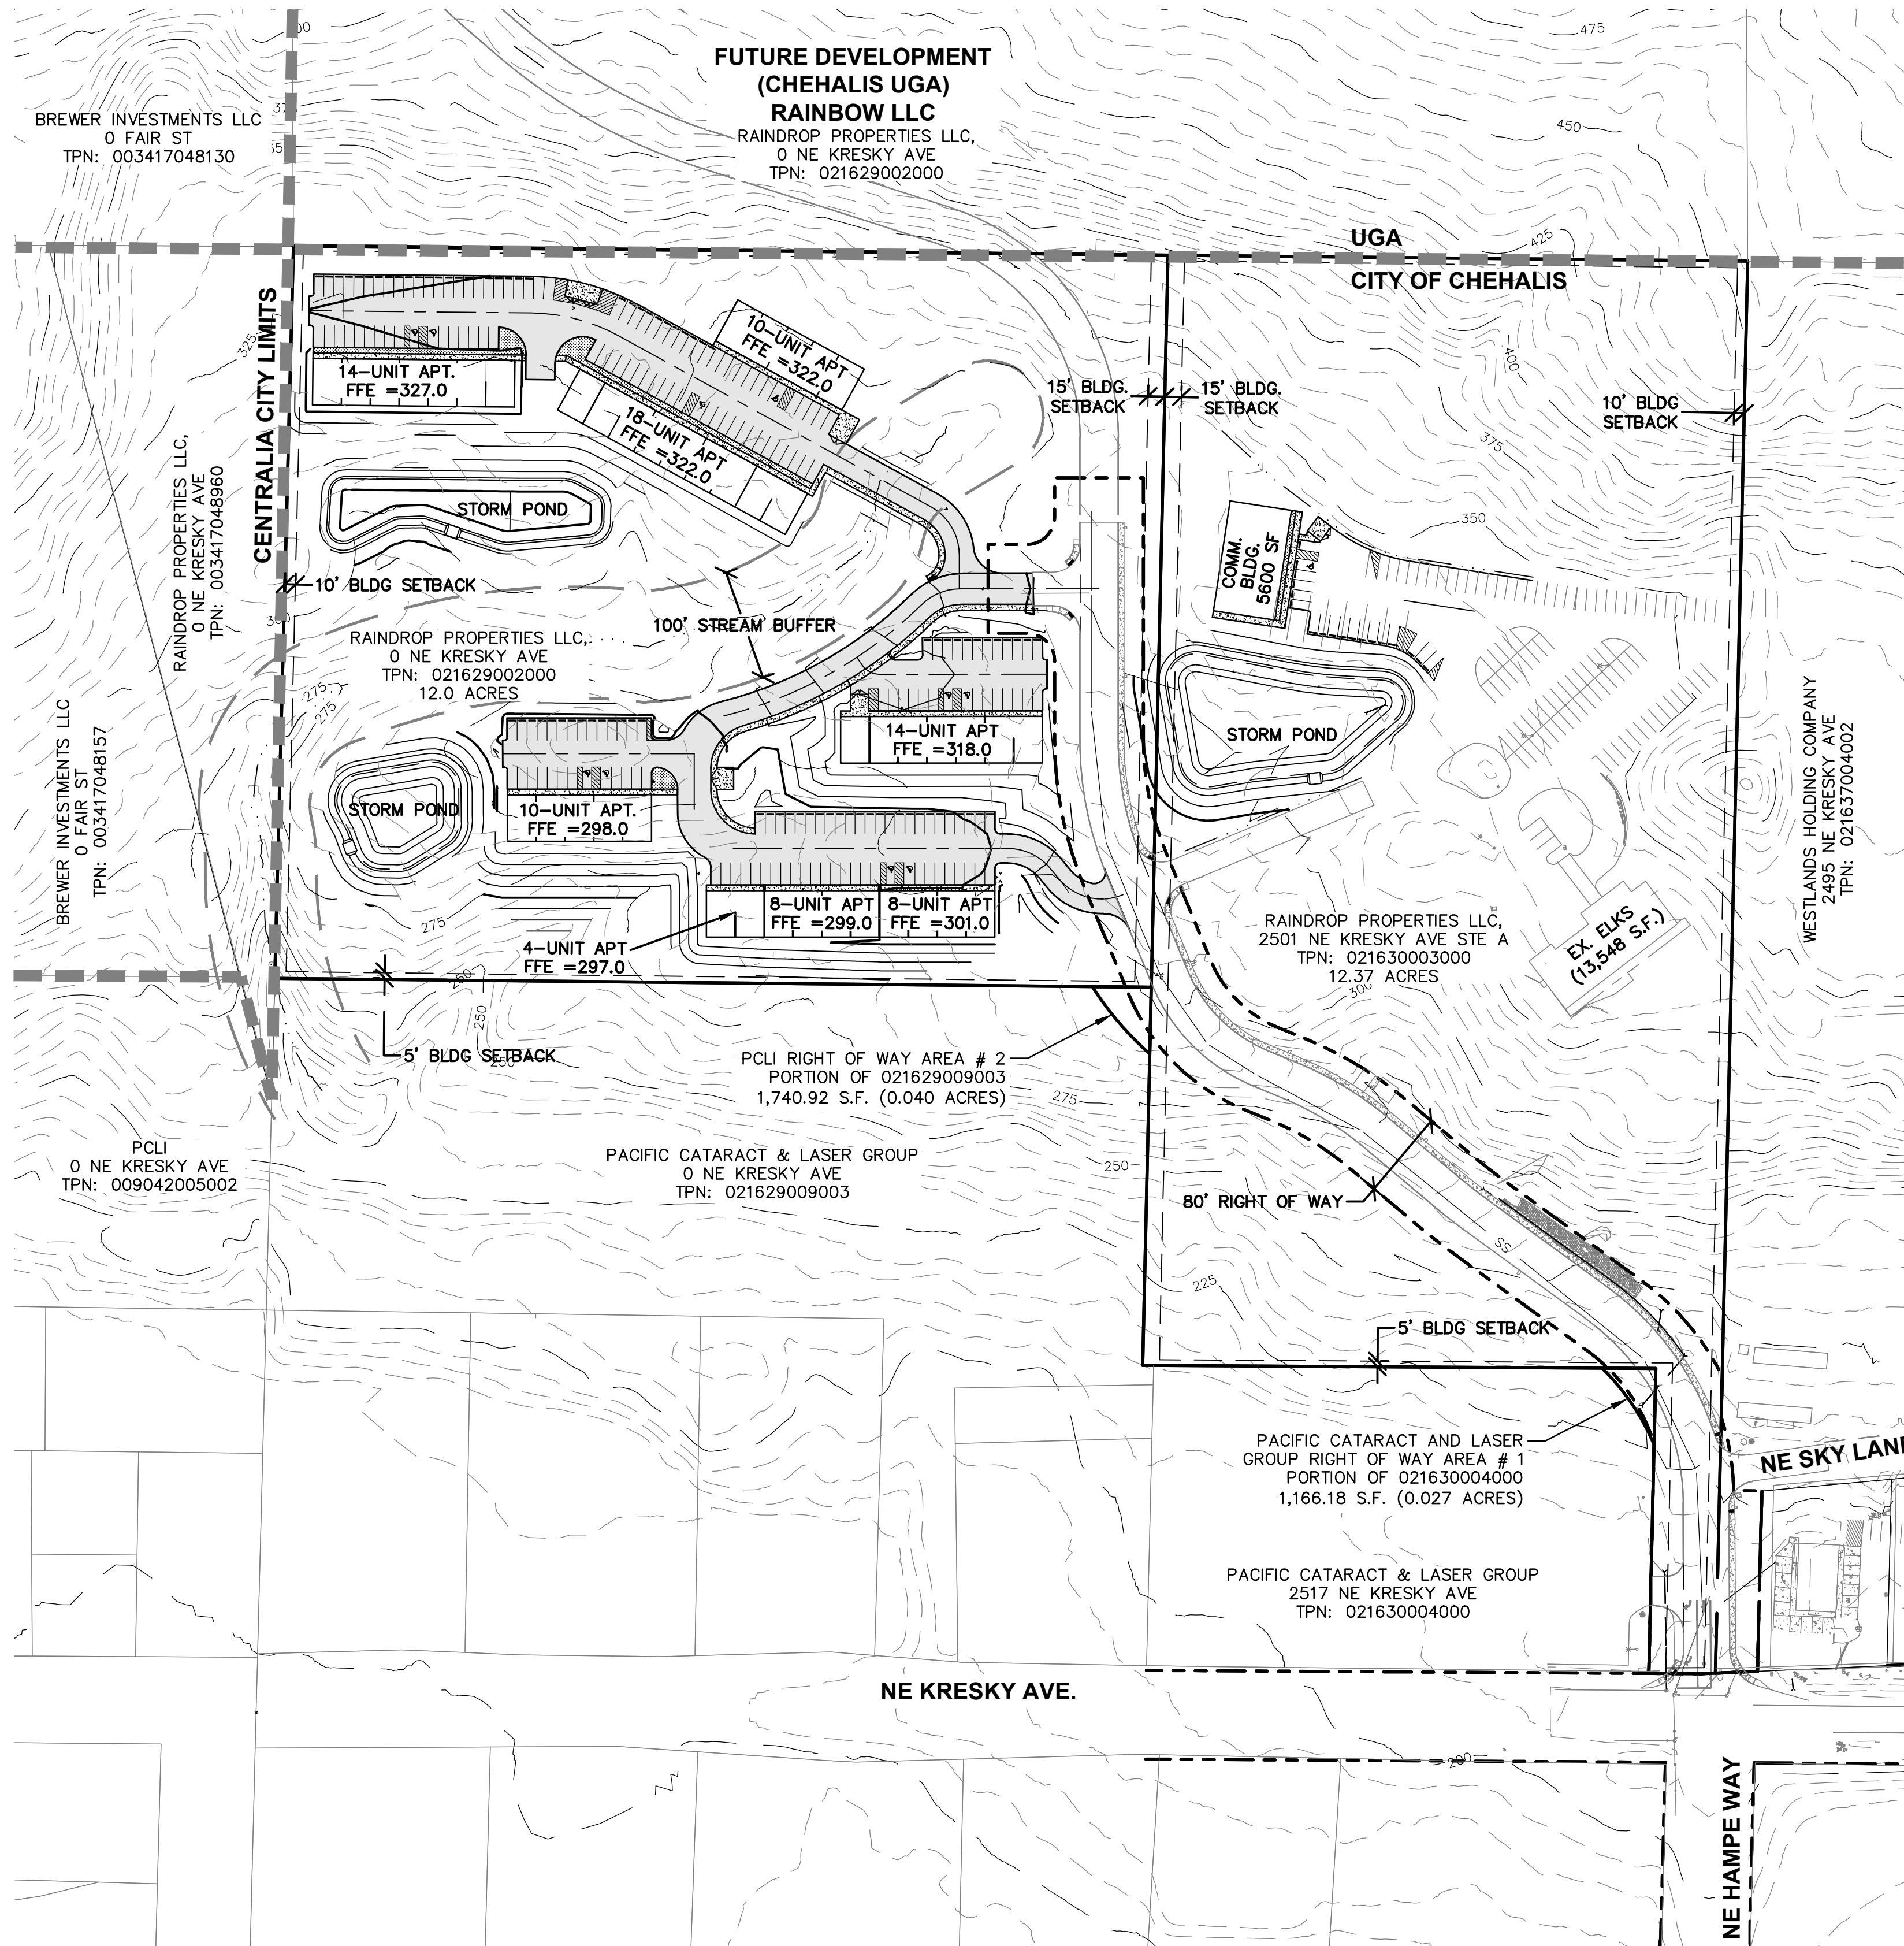 475
450
425
FUTURE DEVELOPMENT
(CHEHALIS UGA)
RAINBOW LLC
RAINDROP PROPERTIES LLC,
0 NE KRESKY AVE
TPN: 021629002000
BREWER INVESTMENTS LLC
0 FAIR ST
TPN: 003417048130
UGA
CITY OF CHEHALIS
CENTRALIA CITY LIMITS
325
14-UNIT APT.
FFE =327.0
10-UNIT APT
FFE =322.0
18-UNIT APT
FFE =322.0
15' BLDG.
SETBACK
15' BLDG.
SETBACK
10' BLDG
SETBACK
400
375
350
STORM POND
COMM.
BLDG.
5600 SF
RAINDROP PROPERTIES LLC,
0 NE KRESKY AVE
TPN: 003417048960
10' BLDG SETBACK
300
100' STREAM BUFFER
RAINDROP PROPERTIES LLC,
0 NE KRESKY AVE
TPN: 021629002000
12.0 ACRES
275
275
14-UNIT APT
FFE =318.0
STORM POND
WESTLANDS HOLDING COMPANY
2495 NE KRESKY AVE
TPN: 021637004002
BREWER INVESTMENTS LLC
0 FAIR ST
TPN: 003417048157
STORM POND
10-UNIT APT.
FFE =298.0
8-UNIT APT
FFE =299.0
8-UNIT APT
FFE =301.0
4-UNIT APT
FFE =297.0
275
250
250
250
RAINDROP PROPERTIES LLC,
2501 NE KRESKY AVE STE A
TPN: 021630003000
12.37 ACRES
300
EX. ELKS
(13,548 S.F.)
5' BLDG SETBACK
PCLI RIGHT OF WAY AREA # 2
PORTION OF 021629009003
1,740.92 S.F. (0.040 ACRES)
275
250
PCLI
0 NE KRESKY AVE
TPN: 009042005002
PACIFIC CATARACT & LASER GROUP
0 NE KRESKY AVE
TPN: 021629009003
80' RIGHT OF WAY
SS
225
5' BLDG SETBACK
PACIFIC CATARACT AND LASER
GROUP RIGHT OF WAY AREA # 1
PORTION OF 021630004000
1,166.18 S.F. (0.027 ACRES)
NE SKY LAN
PACIFIC CATARACT & LASER GROUP
2517 NE KRESKY AVE
TPN: 021630004000
NE KRESKY AVE.
200
NE HAMPE WAY